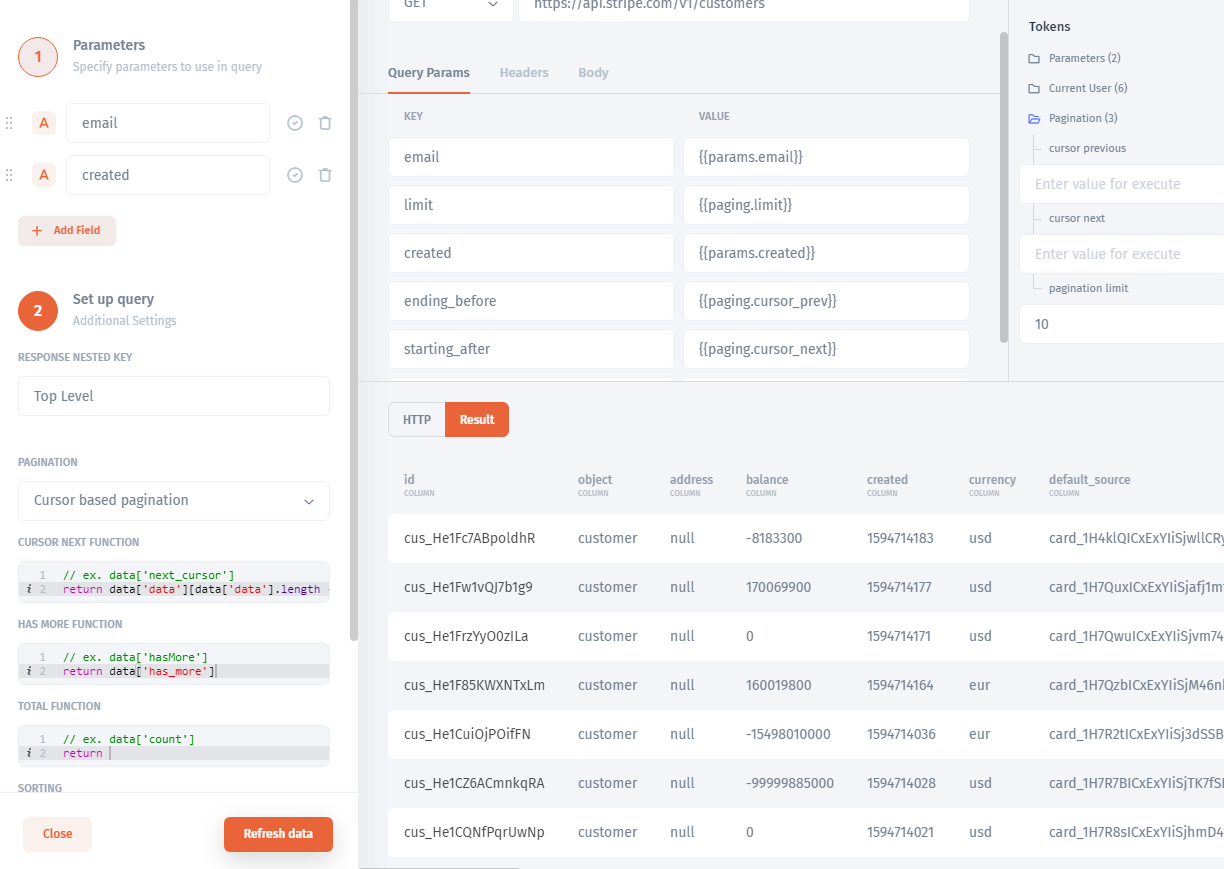 1
Parameters
Specify parameters to use in query
A email
A created
+ Add Field
2
Set up query
Additional Settings
RESPONSE NESTED KEY
Top Level
PAGINATION
Cursor based pagination
CURSOR NEXT FUNCTION
1 // ex. data['next_cursor']
i 2 return data['data'][data['data'].length
HAS MORE FUNCTION
1 // ex. data['hasMore']
i 2 return data['has_more']
TOTAL FUNCTION
1 // ex. data['count']
i 2 return
SORTING
Close Refresh data
GET https://api.stripe.com/v1/customers
Query Params Headers Body
KEY VALUE
email {{params.email}}
limit {{paging.limit}}
created {{params.created}}
ending_before {{paging.cursor_prev}}
starting_after {{paging.cursor_next}}
Tokens
Parameters (2)
Current User (6)
Pagination (3)
cursor previous
Enter value for execute
cursor next
Enter value for execute
pagination limit
10
HTTP Result
id object address balance created currency default_source
COLUMN COLUMN COLUMN COLUMN COLUMN COLUMN COLUMN
cus_He1Fc7ABpoldhR customer null -8183300 1594714183 usd card_1H4klQICxExYIiSjwllCRy
cus_He1Fw1vQJ7b1g9 customer null 170069900 1594714177 usd card_1H7QuxICxExYIiSjafj1m
cus_He1FrzYyO0zILa customer null 0 1594714171 usd card_1H7QwuICxExYIiSjvm74
cus_He1F85KWXNTxLm customer null 160019800 1594714164 eur card_1H7QzbICxExYIiSjM46n
cus_He1CuiOjPOifFN customer null -15498010000 1594714036 eur card_1H7R2tICxExYIiSj3dSSB
cus_He1CZ6ACmnkqRA customer null -99999885000 1594714028 usd card_1H7R7BICxExYIiSjTK7fS
cus_He1CQNfPqrUwNp customer null 0 1594714021 usd card_1H7R8sICxExYIiSjhmD4